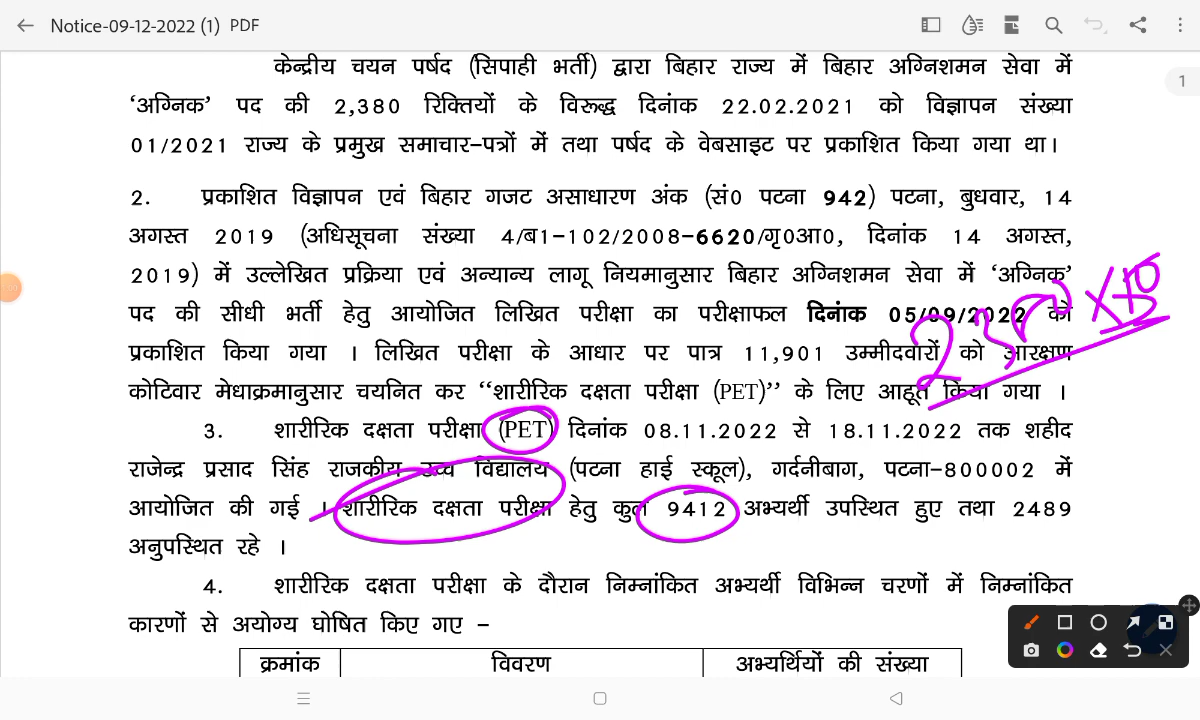 Notice-09-12-2022 (1) PDF
1
केन्द्रीय चयन पर्षद (सिपाही भर्ती) द्वारा बिहार राज्य में बिहार अग्निशमन सेवा में
‘अग्निक’ पद की 2,380 रिक्तियों के विरूद्ध दिनांक 22.02.2021 को विज्ञापन संख्या
01/2021 राज्य के प्रमुख समाचार–पत्रों में तथा पर्षद के वेबसाइट पर प्रकाशित किया गया था।
2. प्रकाशित विज्ञापन एवं बिहार गजट असाधारण अंक (सं0 पटना 942) पटना, बुधवार, 14
अगस्त 2019 (अधिसूचना संख्या 4/ब1–102/2008–6620/गृ0आ0, दिनांक 14 अगस्त,
2019) में उल्लेखित प्रक्रिया एवं अन्यान्य लागू नियमानुसार बिहार अग्निशमन सेवा में ‘अग्निक’
पद की सीधी भर्ती हेतु आयोजित लिखित परीक्षा का परीक्षाफल दिनांक 05/09/2022 को
प्रकाशित किया गया । लिखित परीक्षा के आधार पर पात्र 11,901 उम्मीदवारों को आरक्षण
कोटिवार मेधाक्रमानुसार चयनित कर “शारीरिक दक्षता परीक्षा (PET)” के लिए आहूत किया गया ।
3. शारीरिक दक्षता परीक्षा (PET) दिनांक 08.11.2022 से 18.11.2022 तक शहीद
राजेन्द्र प्रसाद सिंह राजकीय उच्च विद्यालय (पटना हाई स्कूल), गर्दनीबाग, पटना–800002 में
आयोजित की गई । शारीरिक दक्षता परीक्षा हेतु कुल 9412 अभ्यर्थी उपस्थित हुए तथा 2489
अनुपस्थित रहे ।
4. शारीरिक दक्षता परीक्षा के दौरान निम्नांकित अभ्यर्थी विभिन्न चरणों में निम्नांकित
कारणों से अयोग्य घोषित किए गए –
क्रमांक विवरण अभ्यर्थियों की संख्या